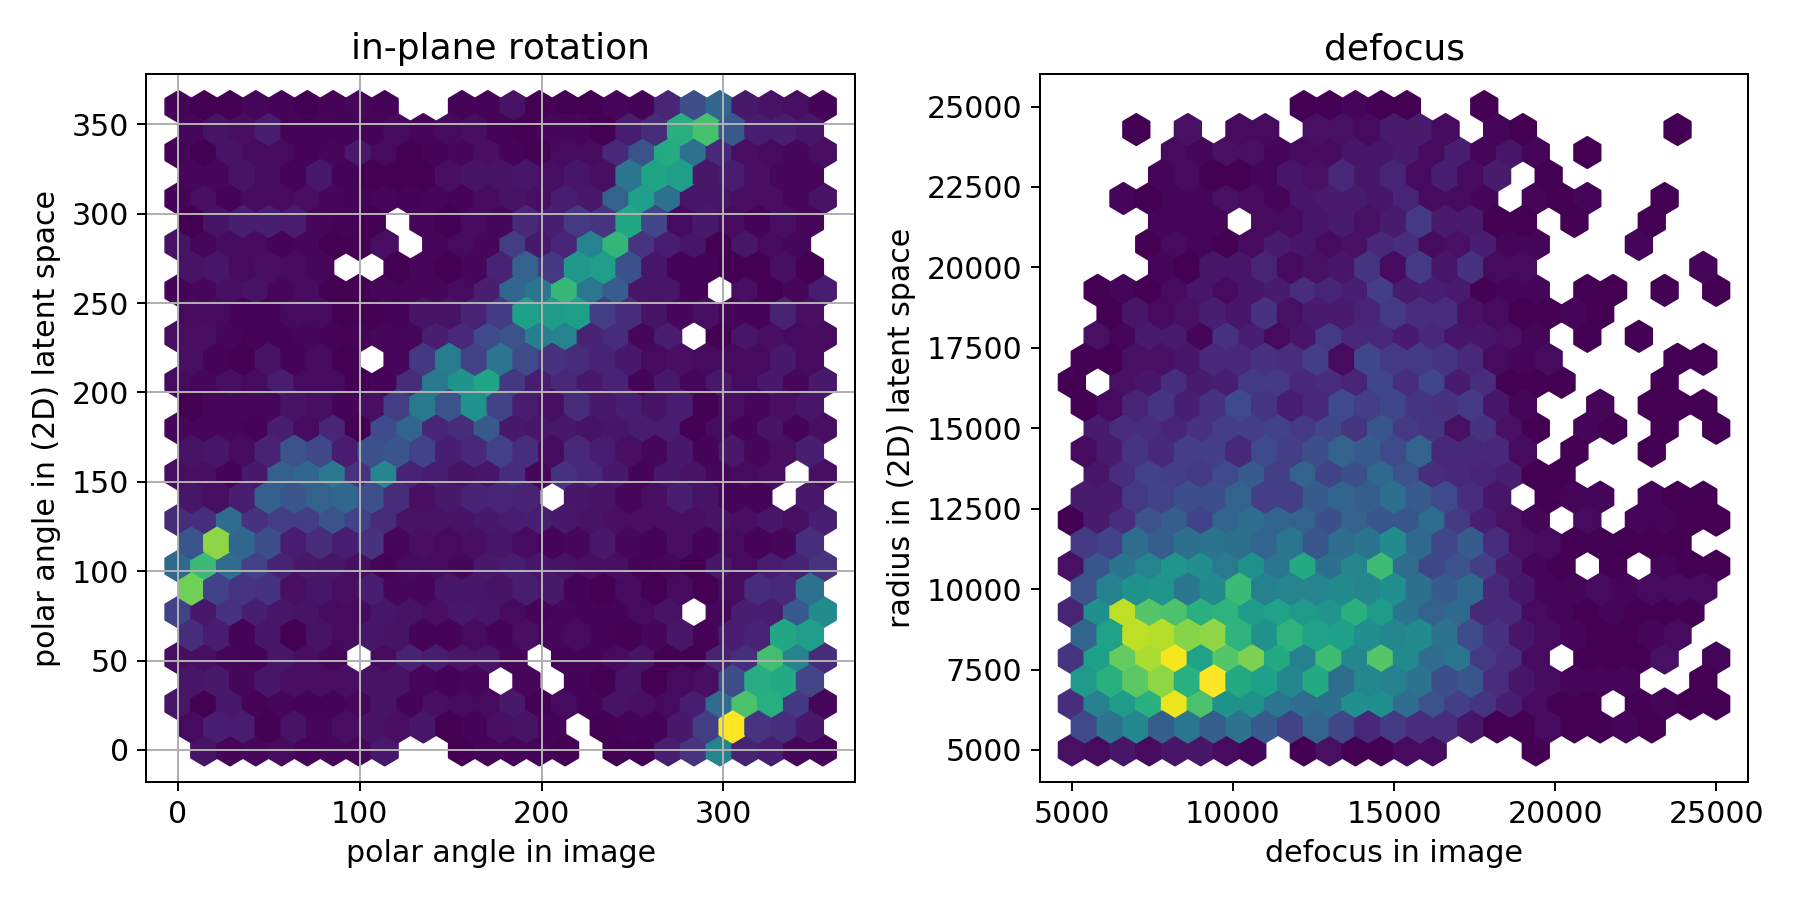 in-plane rotation
polar angle in (2D) latent space
350
300
250
200
150
100
50
0
0 100 200 300
polar angle in image
defocus
radius in (2D) latent space
25000
22500
20000
17500
15000
12500
10000
7500
5000
5000 10000 15000 20000 25000
defocus in image